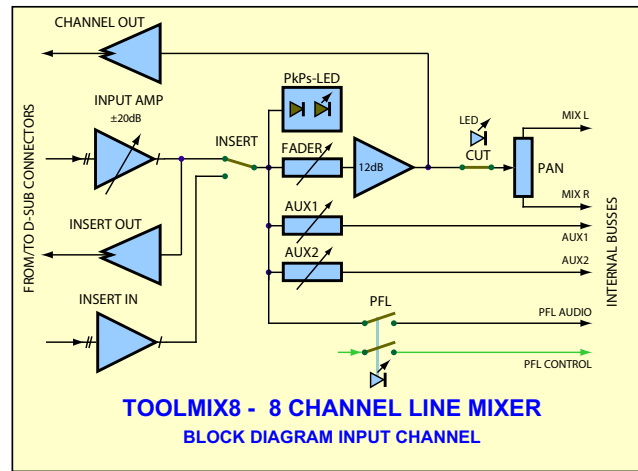 CHANNEL OUT
PkPs-LED
INPUT AMP
±20dB
INSERT
FADER
12dB
LED
CUT
MIX L
PAN
MIX R
INSERT OUT
AUX1
AUX1
AUX2
AUX2
INSERT IN
PFL
PFL AUDIO
PFL CONTROL
FROM/TO D-SUB CONNECTORS
INTERNAL BUSSES
TOOLMIX8 - 8 CHANNEL LINE MIXER
BLOCK DIAGRAM INPUT CHANNEL